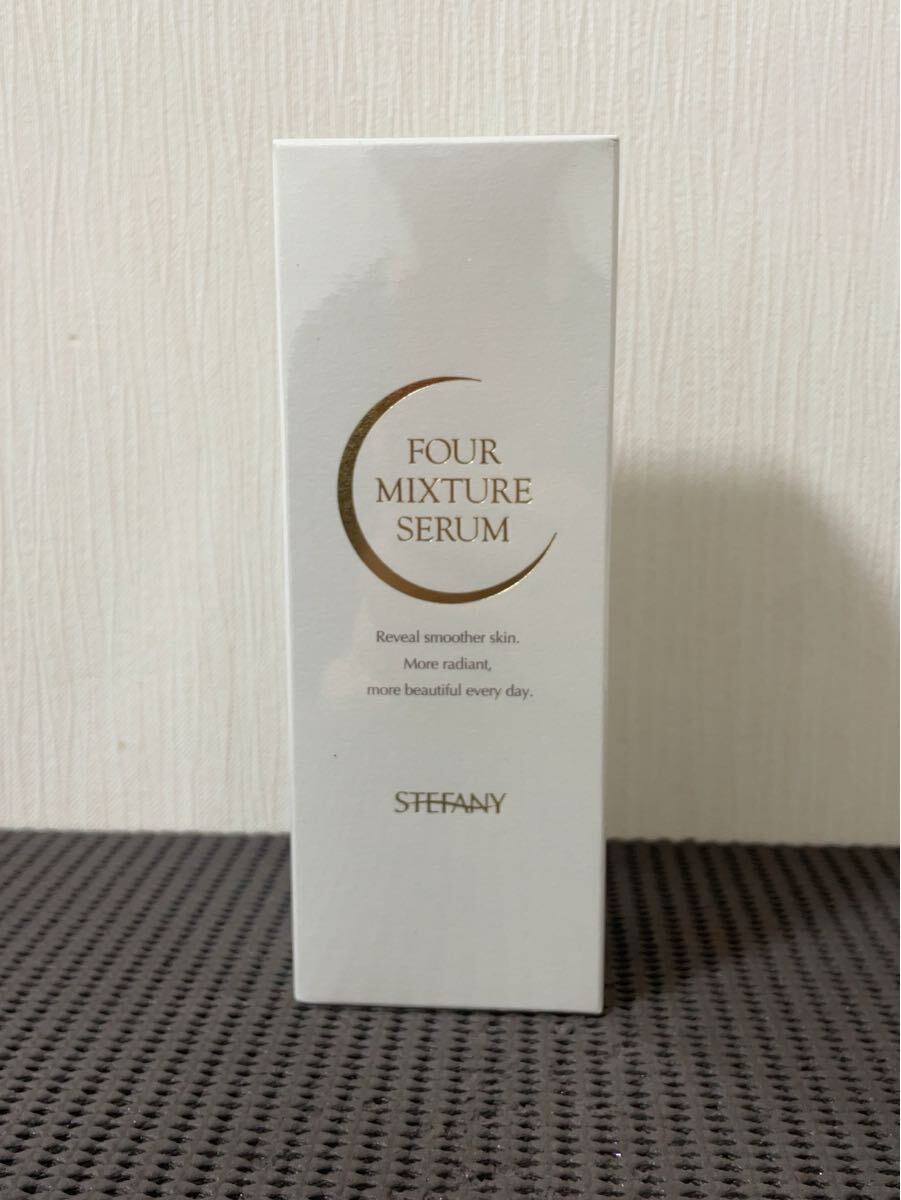 FOUR
MIXTURE
SERUM
Reveal smoother skin.
More radiant,
more beautiful every day.
STEFANY